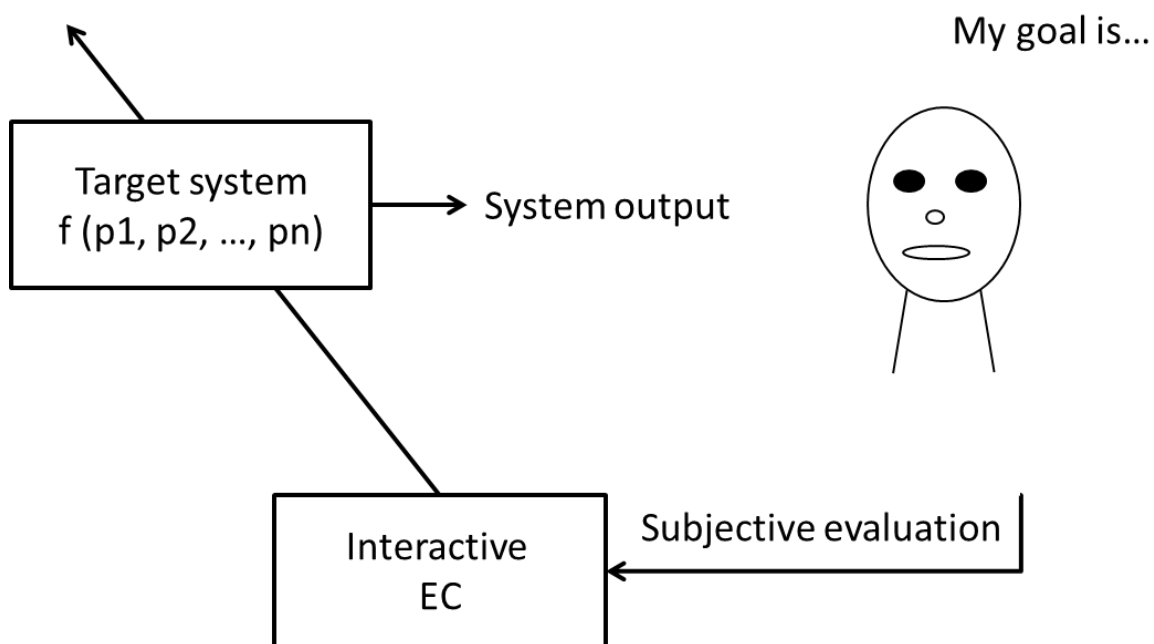 My goal is…
Target system
f (p1, p2, …, pn)
System output
Subjective evaluation
Interactive
EC